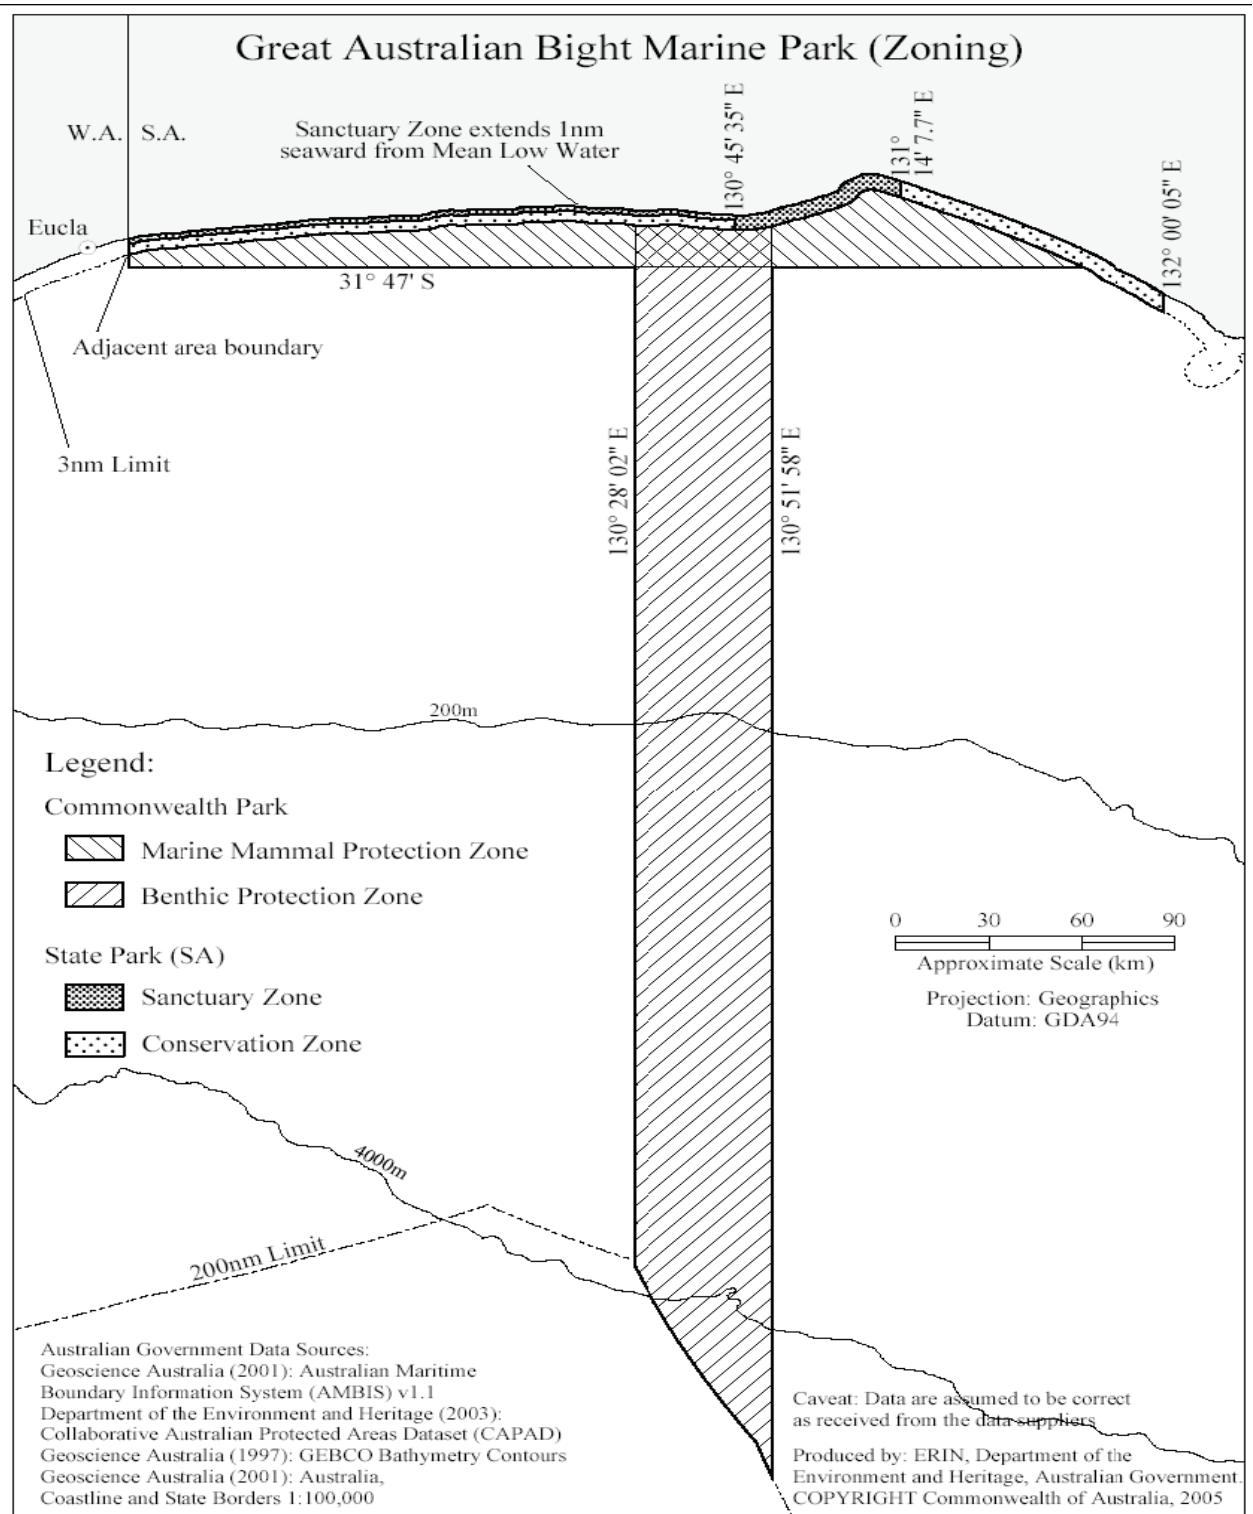 Great Australian Bight Marine Park (Zoning)
W.A.
S.A.
Sanctuary Zone extends 1nm
seaward from Mean Low Water
130° 45' 35" E
131°
14' 7.7" E
132° 00' 05" E
Eucla
31° 47' S
Adjacent area boundary
3nm Limit
130° 28' 02" E
130° 51' 58" E
200m
Legend:
Commonwealth Park
Marine Mammal Protection Zone
Benthic Protection Zone
State Park (SA)
Sanctuary Zone
Conservation Zone
0 30 60 90
Approximate Scale (km)
Projection: Geographics
Datum: GDA94
4000m
200nm Limit
Australian Government Data Sources:
Geoscience Australia (2001): Australian Maritime
Boundary Information System (AMBIS) v1.1
Department of the Environment and Heritage (2003):
Collaborative Australian Protected Areas Dataset (CAPAD)
Geoscience Australia (1997): GEBCO Bathymetry Contours
Geoscience Australia (2001): Australia,
Coastline and State Borders 1:100,000
Caveat: Data are assumed to be correct
as received from the data suppliers
Produced by: ERIN, Department of the
Environment and Heritage, Australian Government.
COPYRIGHT Commonwealth of Australia, 2005